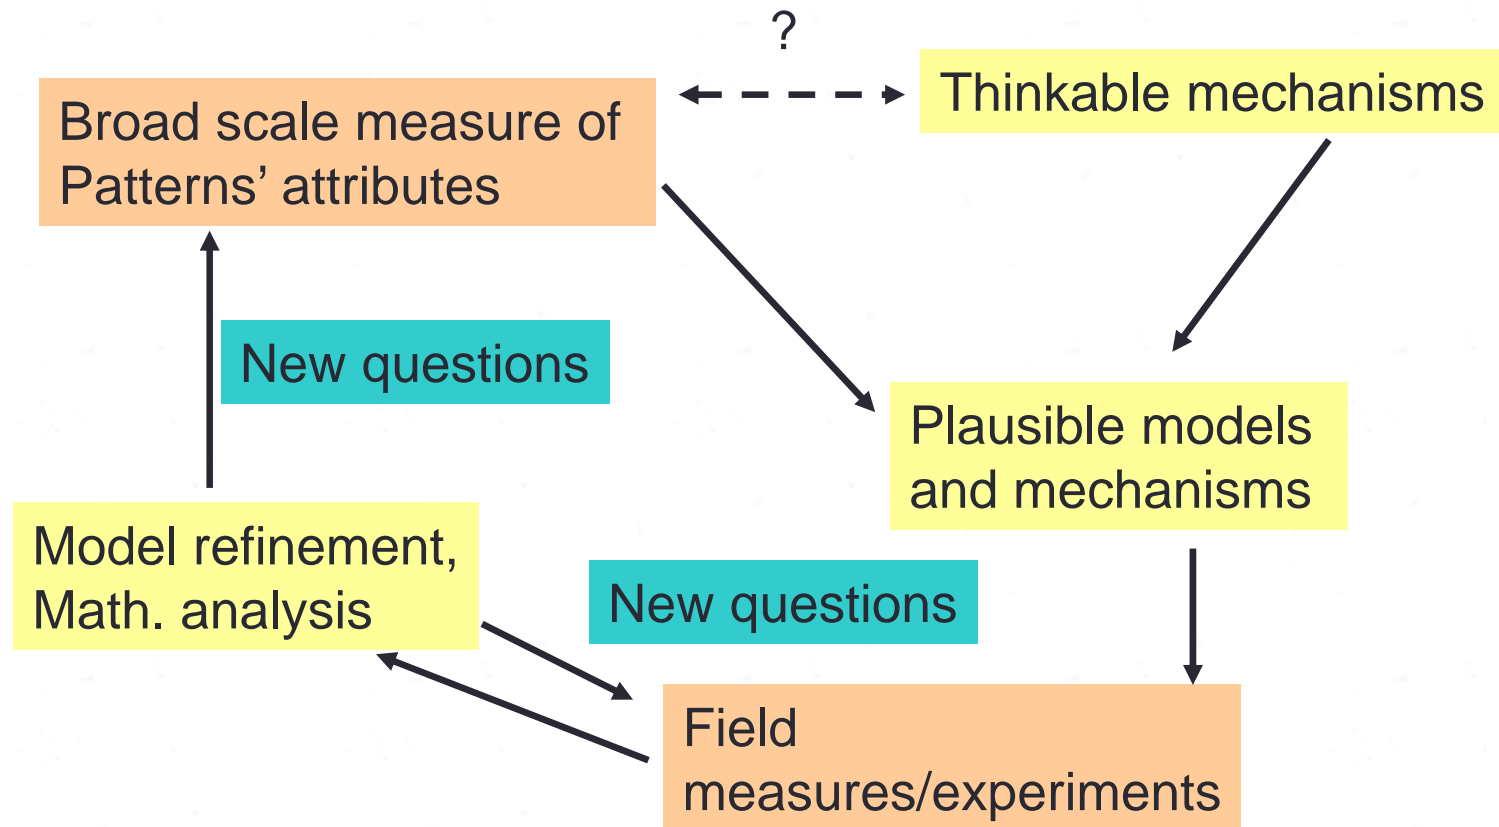 ?
Broad scale measure of
Patterns’ attributes
Thinkable mechanisms
New questions
Plausible models
and mechanisms
Model refinement,
Math. analysis
New questions
Field
measures/experiments